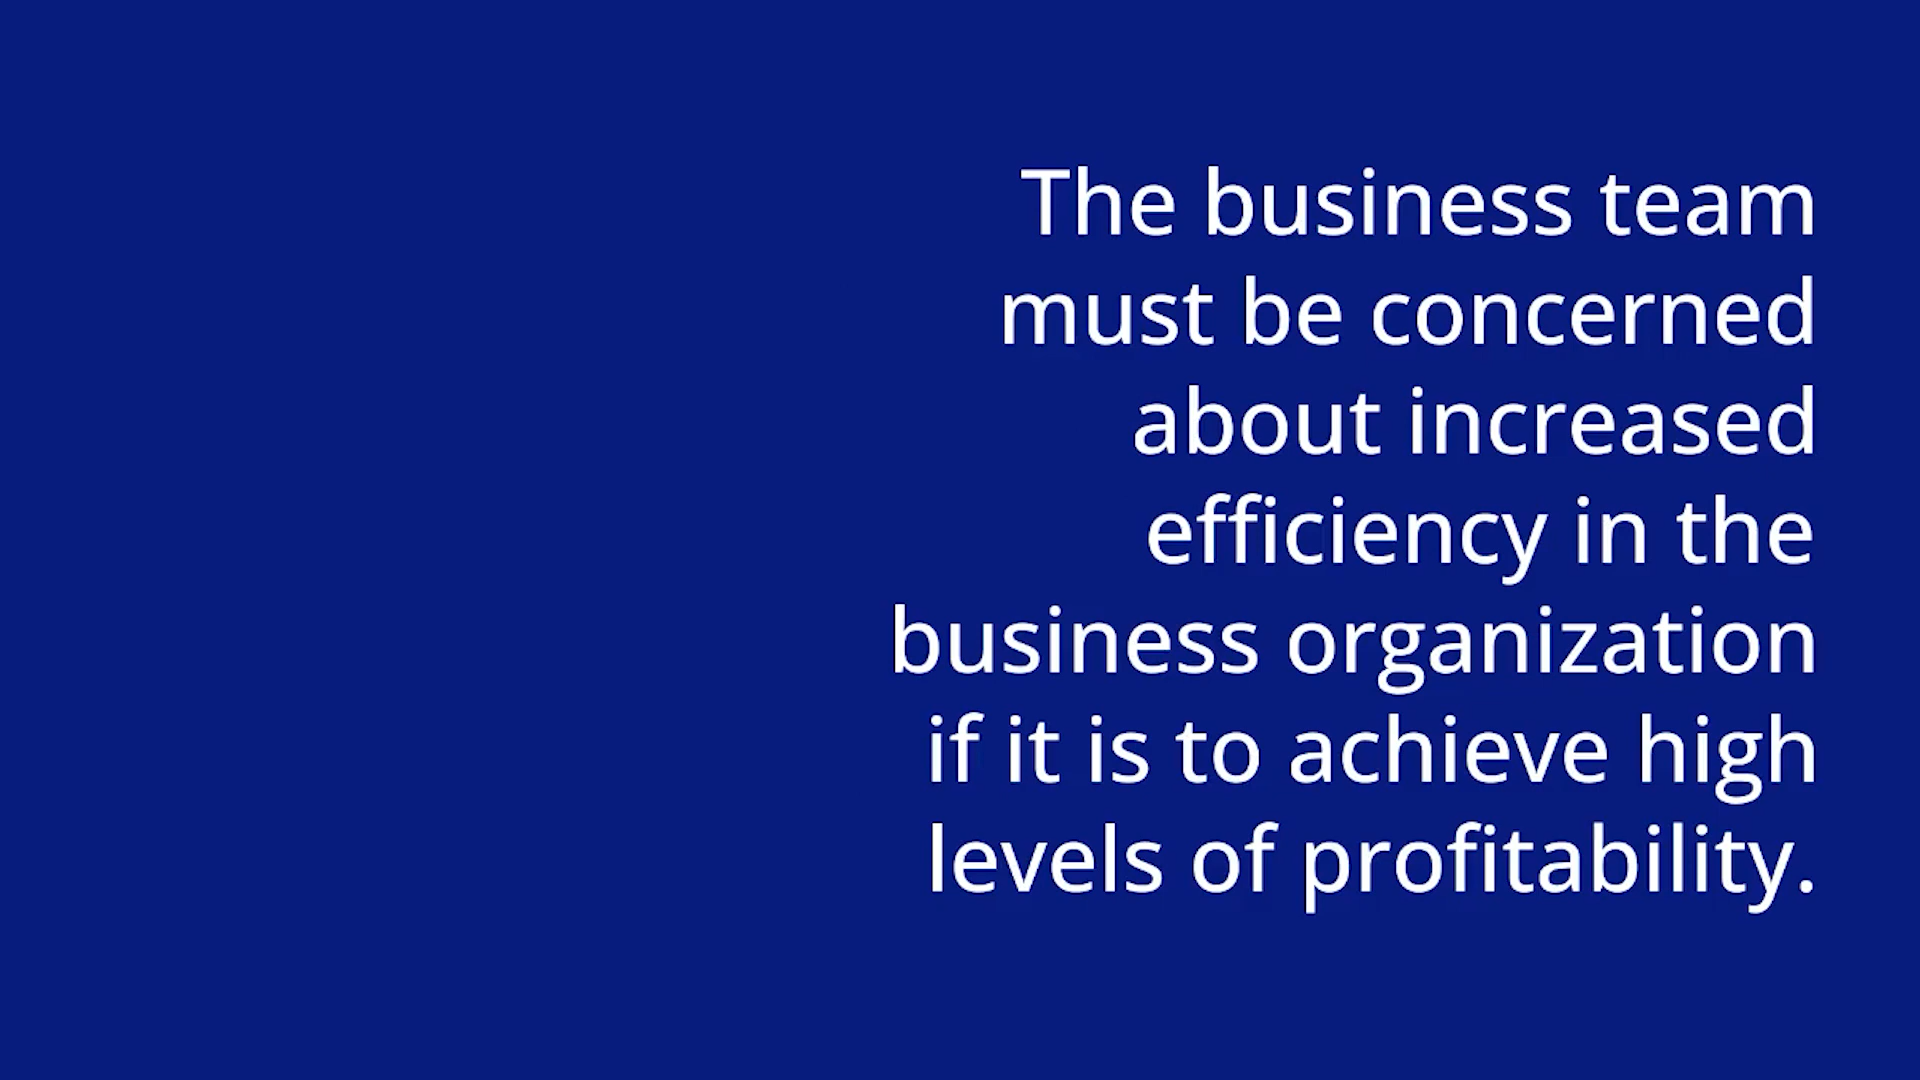 The business team
must be concerned
about increased
efficiency in the
business organization
if it is to achieve high
levels of profitability.